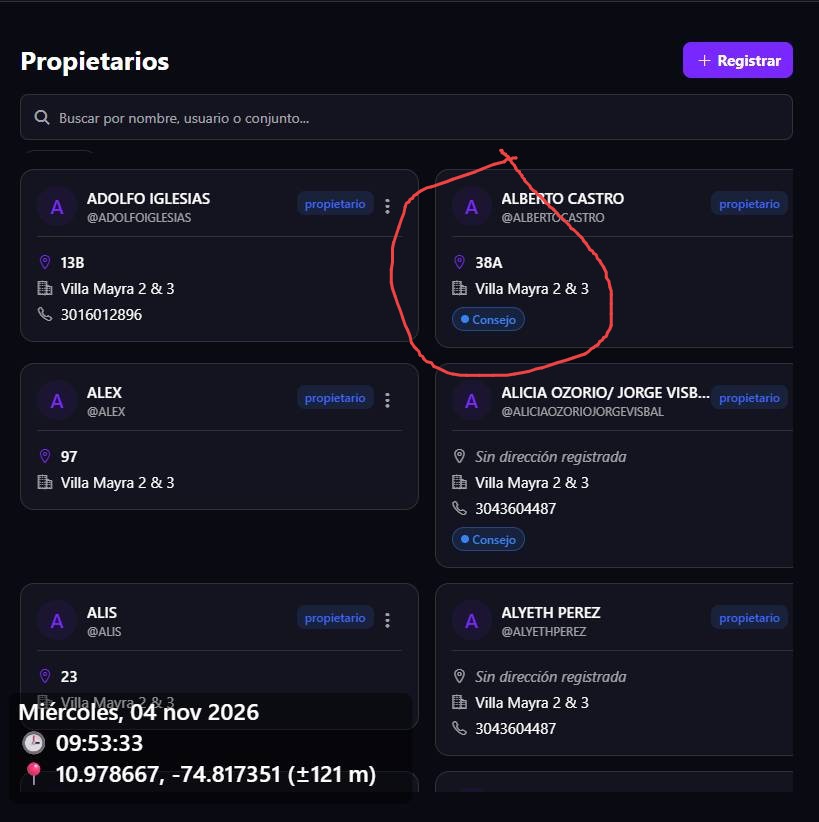 Propietarios
+ Registrar
Buscar por nombre, usuario o conjunto...
A ADOLFO IGLESIAS propietario
@ADOLFOIGLESIAS
13B
Villa Mayra 2 & 3
3016012896
A ALBERTO CASTRO propietario
@ALBERTOCASTRO
38A
Villa Mayra 2 & 3
Consejo
A ALEX propietario
@ALEX
97
Villa Mayra 2 & 3
A ALICIA OZORIO/ JORGE VISB... propietario
@ALICIAOZORIOJORGEVISBAL
Sin dirección registrada
Villa Mayra 2 & 3
3043604487
Consejo
A ALIS propietario
@ALIS
23
Villa Mayra 2 & 3
A ALYETH PEREZ propietario
@ALYETHPEREZ
Sin dirección registrada
Villa Mayra 2 & 3
3043604487
Miércoles, 04 nov 2026
09:53:33
10.978667, -74.817351 (±121 m)